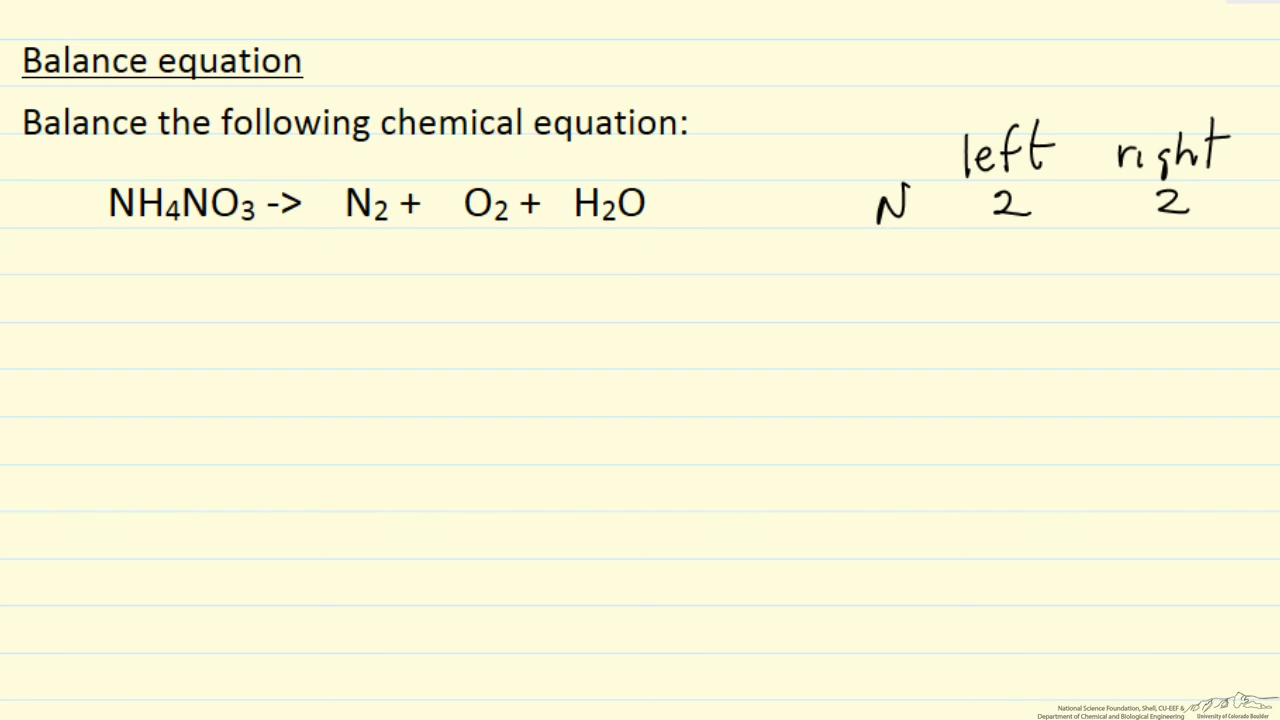 Balance equation
Balance the following chemical equation:
left right
NH₄NO₃ -> N₂ + O₂ + H₂O N 2 2
National Science Foundation, Shell, CU-EEF &
Department of Chemical and Biological Engineering University of Colorado Boulder